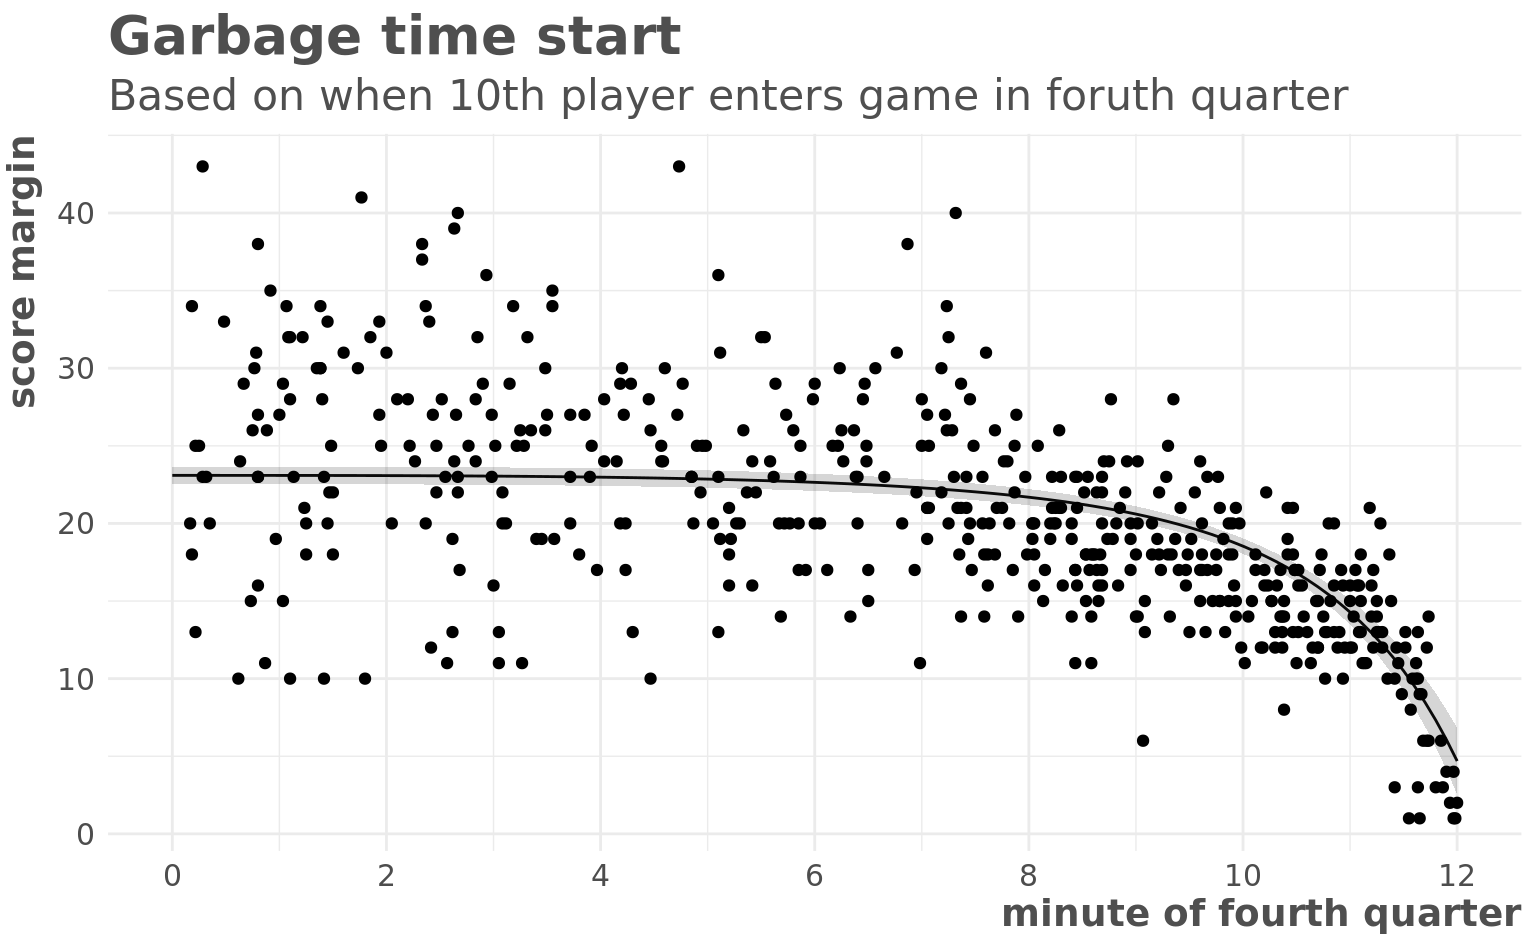 Garbage time start
Based on when 10th player enters game in foruth quarter
score margin
40
30
20
10
0
0 2 4 6 8 10 12
minute of fourth quarter